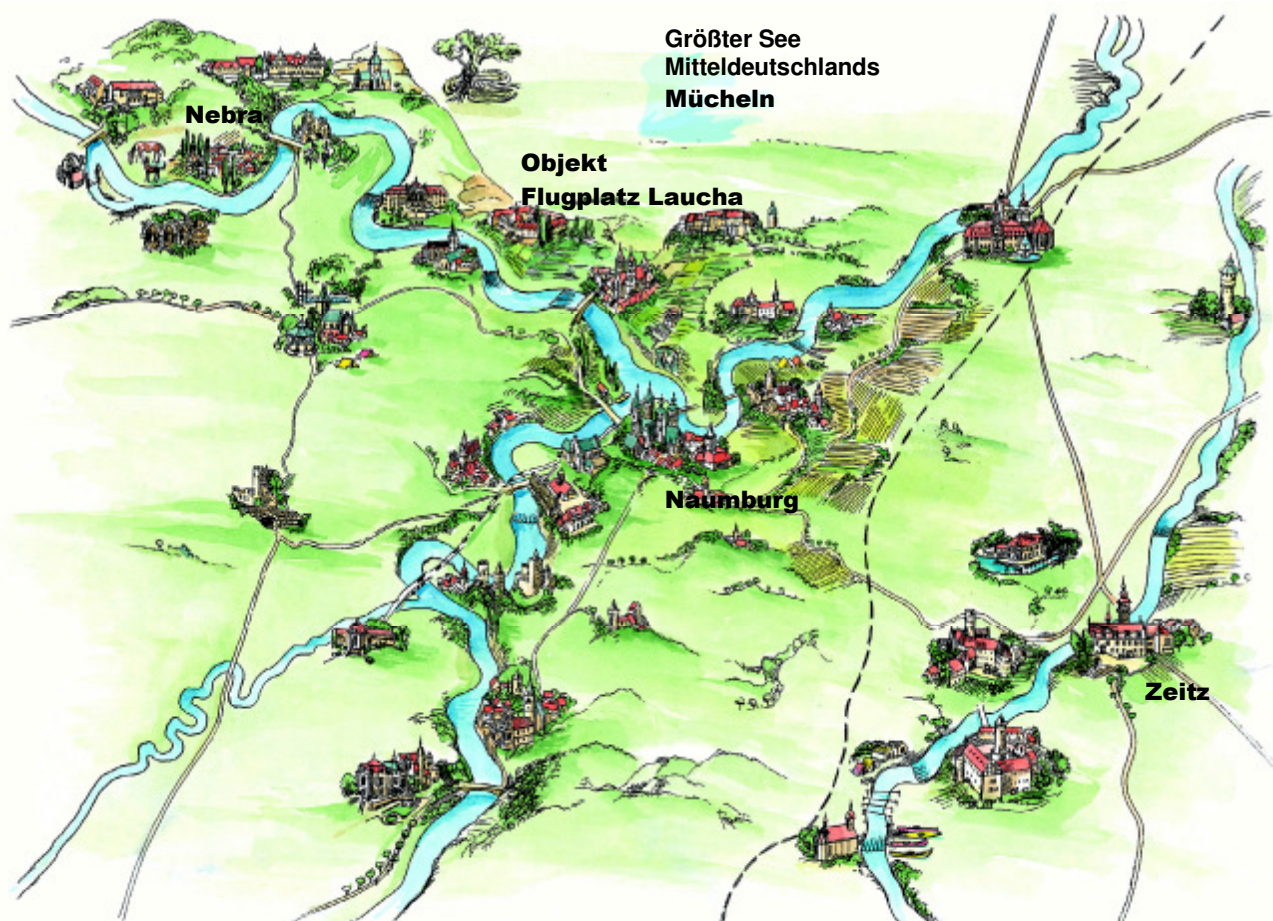 Größter See
Mitteldeutschlands
Mücheln
Nebra
Objekt
Flugplatz Laucha
Naumburg
Zeitz